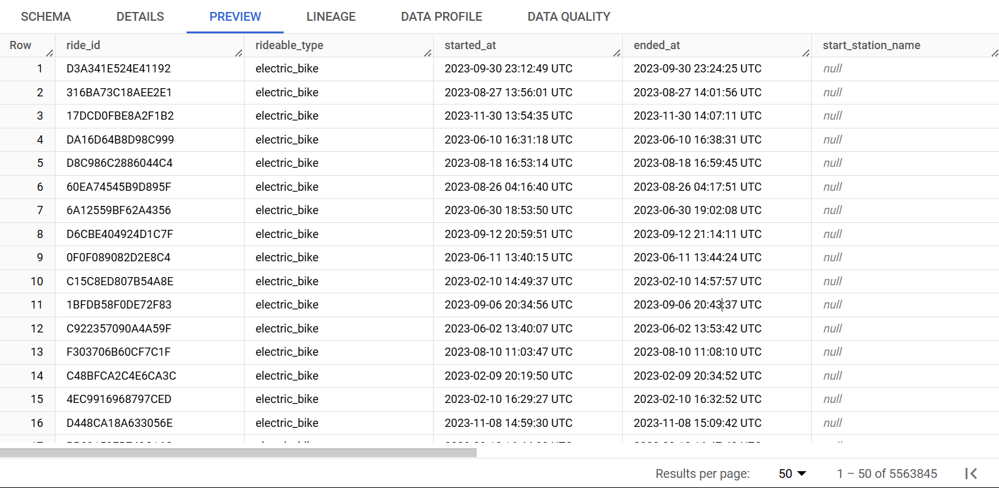 SCHEMA DETAILS PREVIEW LINEAGE DATA PROFILE DATA QUALITY
Row ride_id rideable_type started_at ended_at start_station_name
1 D3A341E524E41192 electric_bike 2023-09-30 23:12:49 UTC 2023-09-30 23:24:25 UTC null
2 316BA73C18AEE2E1 electric_bike 2023-08-27 13:56:01 UTC 2023-08-27 14:01:56 UTC null
3 17DCD0FBE8A2F1B2 electric_bike 2023-11-30 13:54:35 UTC 2023-11-30 14:07:11 UTC null
4 DA16D64B8D98C999 electric_bike 2023-06-10 16:31:18 UTC 2023-06-10 16:38:31 UTC null
5 D8C986C2886044C4 electric_bike 2023-08-18 16:53:14 UTC 2023-08-18 16:59:45 UTC null
6 60EA74545B9D895F electric_bike 2023-08-26 04:16:40 UTC 2023-08-26 04:17:51 UTC null
7 6A12559BF62A4356 electric_bike 2023-06-30 18:53:50 UTC 2023-06-30 19:02:08 UTC null
8 D6CBE404924D1C7F electric_bike 2023-09-12 20:59:51 UTC 2023-09-12 21:14:11 UTC null
9 0F0F089082D2E8C4 electric_bike 2023-06-11 13:40:15 UTC 2023-06-11 13:44:24 UTC null
10 C15C8ED807B54A8E electric_bike 2023-02-10 14:49:37 UTC 2023-02-10 14:57:57 UTC null
11 1BFDB58F0DE72F83 electric_bike 2023-09-06 20:34:56 UTC 2023-09-06 20:43:37 UTC null
12 C922357090A4A59F electric_bike 2023-06-02 13:40:07 UTC 2023-06-02 13:53:42 UTC null
13 F303706B60CF7C1F electric_bike 2023-08-10 11:03:47 UTC 2023-08-10 11:08:10 UTC null
14 C48BFCA2C4E6CA3C electric_bike 2023-02-09 20:19:50 UTC 2023-02-09 20:34:52 UTC null
15 4EC9916968797CED electric_bike 2023-02-10 16:29:27 UTC 2023-02-10 16:32:52 UTC null
16 D448CA18A633056E electric_bike 2023-11-08 14:59:30 UTC 2023-11-08 15:09:42 UTC null
Results per page: 50 1 – 50 of 5563845